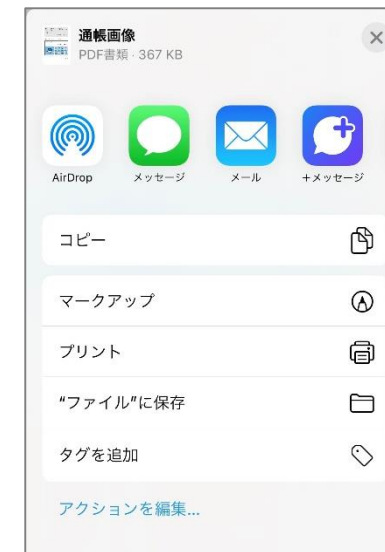 通帳画像
PDF書類・367 KB
AirDrop
メッセージ
メール
+メッセージ
コピー
マークアップ
プリント
“ファイル”に保存
タグを追加
アクションを編集...